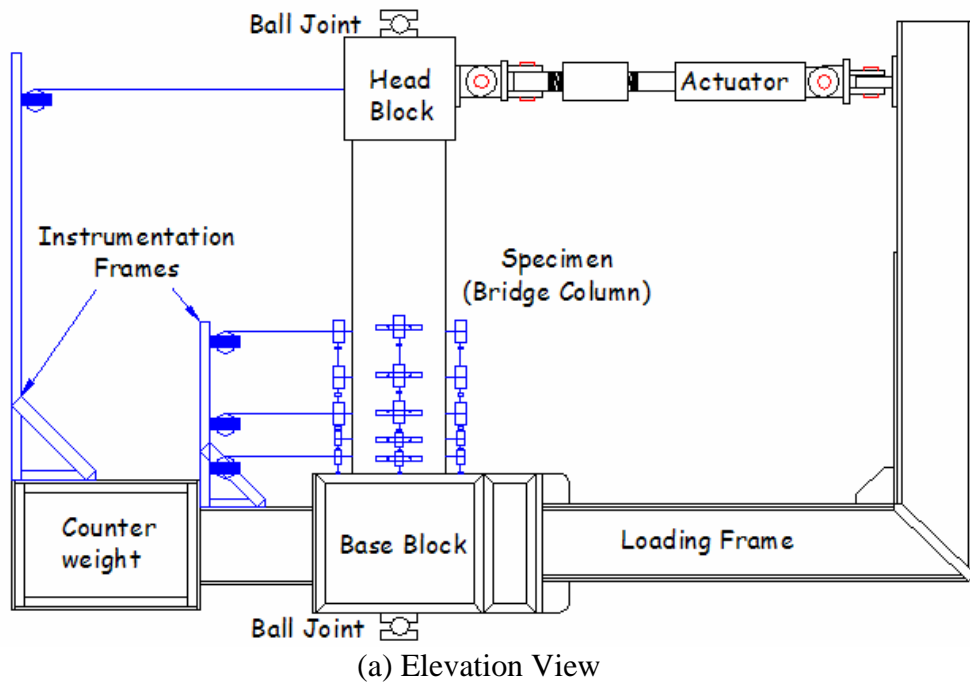 Ball Joint
Head
Block
Actuator
Instrumentation
Frames
Specimen
(Bridge Column)
Counter
weight
Base Block
Loading Frame
Ball Joint
(a) Elevation View